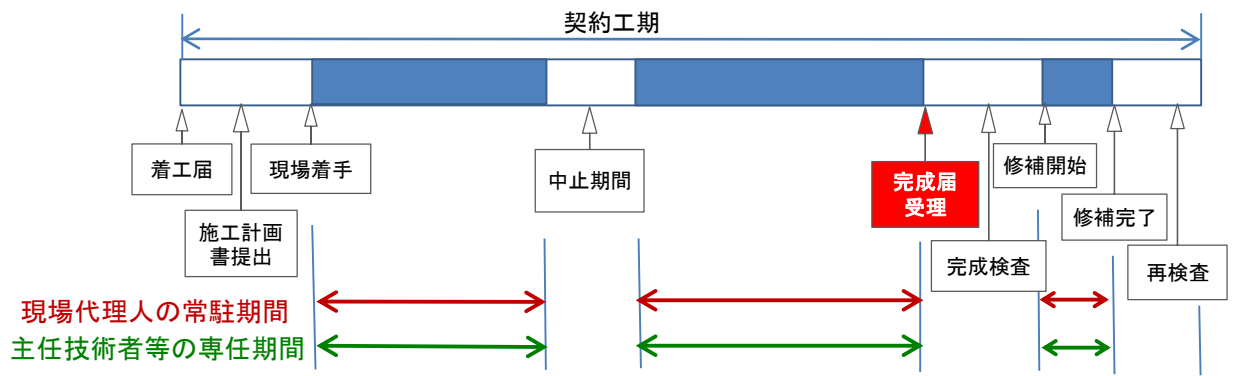 契約工期
着工届
施工計画
書提出
現場着手
中止期間
完成届
受理
完成検査
修補開始
修補完了
再検査
現場代理人の常駐期間
主任技術者等の専任期間